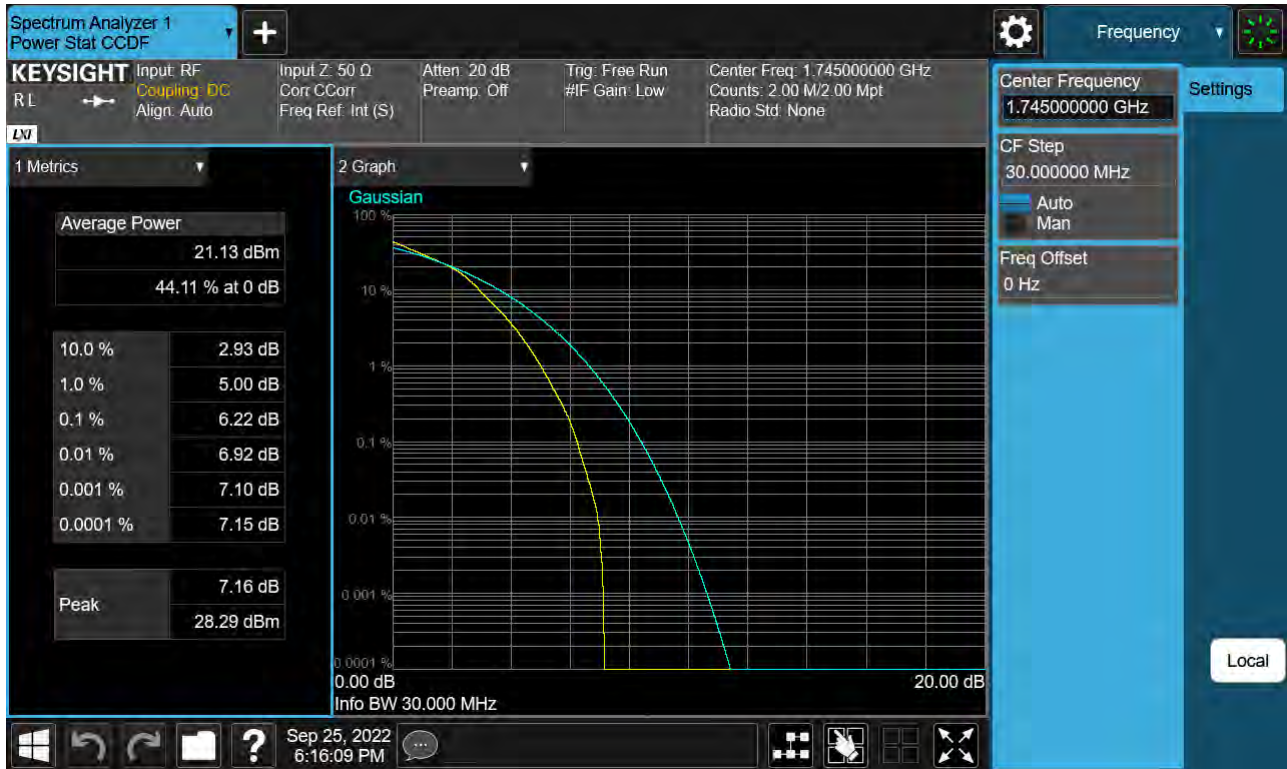 Spectrum Analyzer 1
Power Stat CCDF
Frequency
KEYSIGHT
RL
LXI
Input: RF
Coupling: DC
Align: Auto
Input Z: 50 Ω
Corr CCorr
Freq Ref: Int (S)
Atten: 20 dB
Preamp: Off
Trig: Free Run
#IF Gain: Low
Center Freq: 1.745000000 GHz
Counts: 2.00 M/2.00 Mpt
Radio Std: None
Center Frequency
1.745000000 GHz
Settings
CF Step
30.000000 MHz
Auto
Man
Freq Offset
0 Hz
Local
1 Metrics
Average Power
21.13 dBm
44.11 % at 0 dB
10.0 % 2.93 dB
1.0 % 5.00 dB
0.1 % 6.22 dB
0.01 % 6.92 dB
0.001 % 7.10 dB
0.0001 % 7.15 dB
Peak
7.16 dB
28.29 dBm
2 Graph
Gaussian
100 %
10 %
1 %
0.1 %
0.01 %
0.001 %
0.0001 %
0.00 dB
20.00 dB
Info BW 30.000 MHz
?
Sep 25, 2022
6:16:09 PM